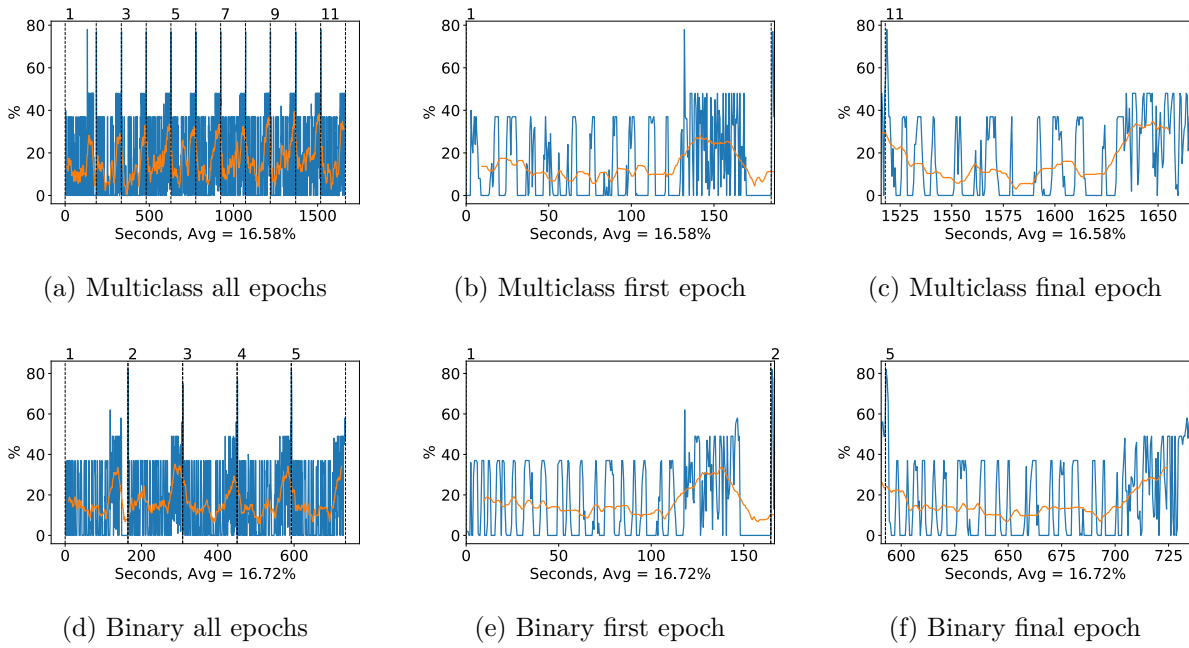 1 3 5 7 9 11
80
60
40
20
0
%
0 500 1000 1500
Seconds, Avg = 16.58%
(a) Multiclass all epochs
1
80
60
40
20
0
%
0 50 100 150
Seconds, Avg = 16.58%
(b) Multiclass first epoch
11
80
60
40
20
0
%
1525 1550 1575 1600 1625 1650
Seconds, Avg = 16.58%
(c) Multiclass final epoch
1 2 3 4 5
80
60
40
20
0
%
0 200 400 600
Seconds, Avg = 16.72%
(d) Binary all epochs
1 2
80
60
40
20
0
%
0 50 100 150
Seconds, Avg = 16.72%
(e) Binary first epoch
5
80
60
40
20
0
%
600 625 650 675 700 725
Seconds, Avg = 16.72%
(f) Binary final epoch